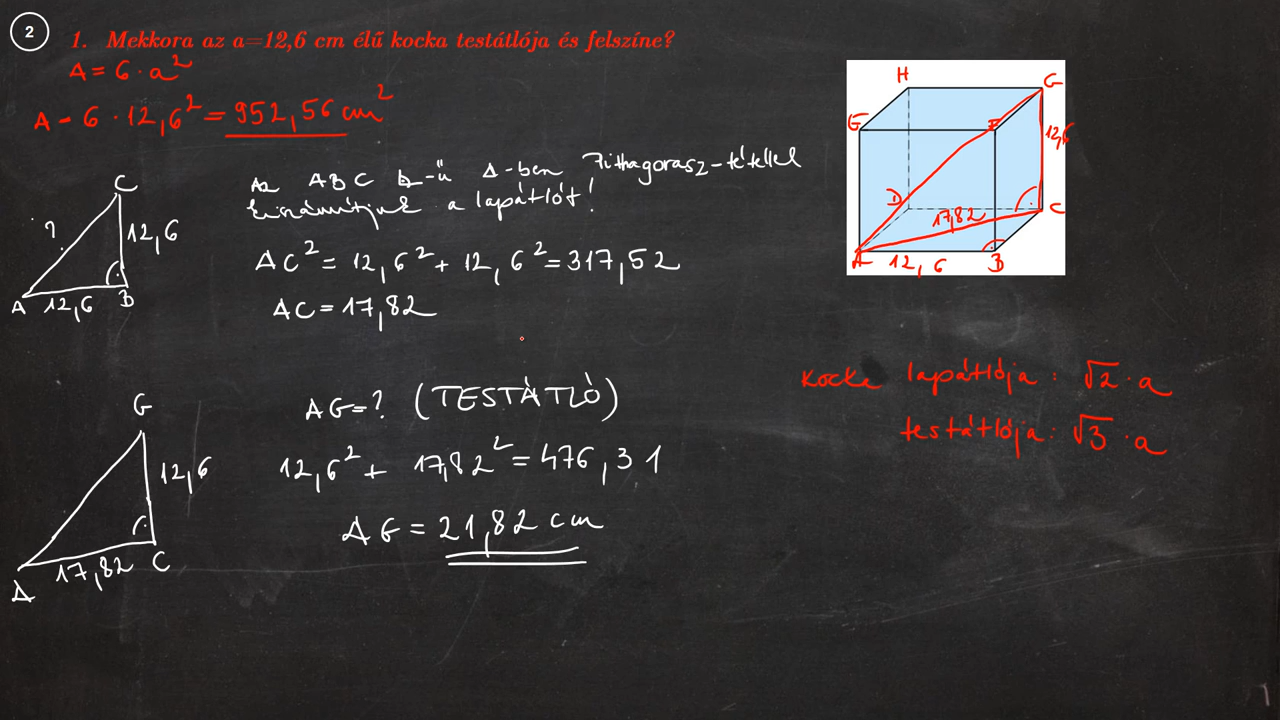 2
1. Mekkora az a=12,6 cm élű kocka testátlója és felszíne?
A = 6 · a²
A = 6 · 12,6² = 952,56 cm²
Az ABC Δ-ben Pithagorasz-tétellel
kiszámítjuk a lapátlót!
C
? 12,6
A 12,6 B
AC² = 12,6² + 12,6² = 317,52
AC = 17,82
H G
E F 12,6
D 17,82 C
A 12,6 B
kocka lapátlója : √2 · a
testátlója : √3 · a
AG = ? (TESTÁTLÓ)
G
12,6
A 17,82 C
12,6² + 17,82² = 476,31
AG = 21,82 cm